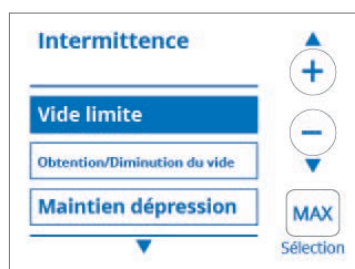 Intermittence
+
Vide limite
−
Obtention/Diminution du vide
Maintien dépression
MAX
Sélection